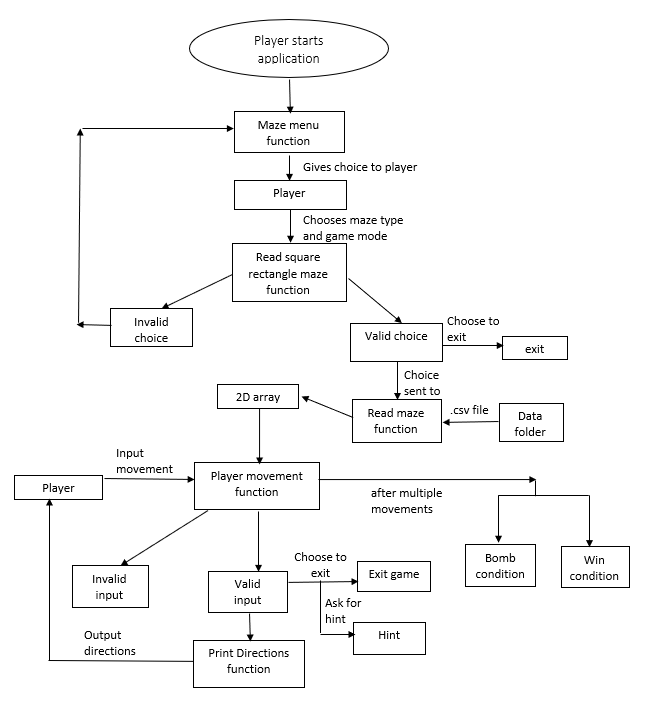 Player starts
application
Maze menu
function
Gives choice to player
Player
Chooses maze type
and game mode
Read square
rectangle maze
function
Invalid
choice
Valid choice
Choose to
exit
exit
Choice
sent to
2D array
Read maze
function
.csv file
Data
folder
Input
movement
Player
Player movement
function
after multiple
movements
Bomb
condition
Win
condition
Invalid
input
Valid
input
Choose to
exit
Exit game
Ask for
hint
Hint
Output
directions
Print Directions
function